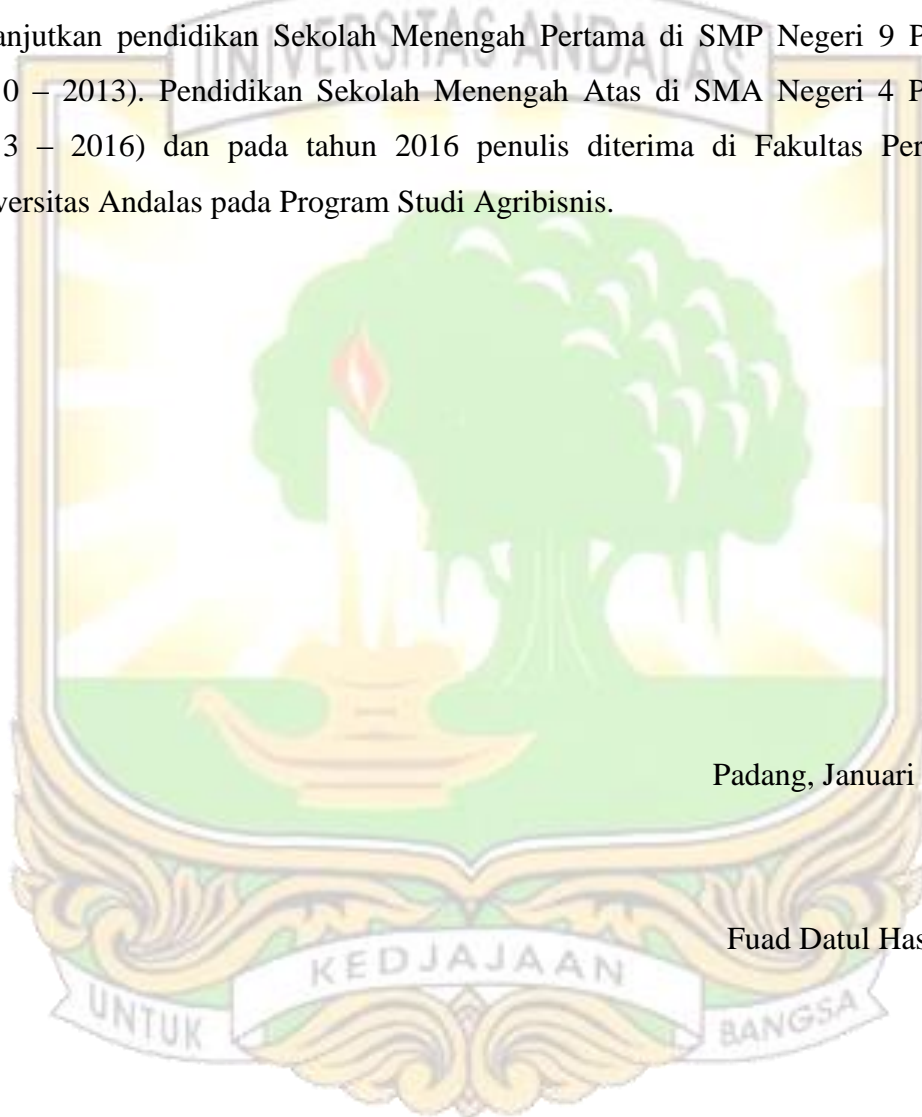 UNIVERSITAS ANDALAS
anjutkan pendidikan Sekolah Menengah Pertama di SMP Negeri 9 P
0 – 2013). Pendidikan Sekolah Menengah Atas di SMA Negeri 4 P
3 – 2016) dan pada tahun 2016 penulis diterima di Fakultas Per
versitas Andalas pada Program Studi Agribisnis.
Padang, Januari
Fuad Datul Has
UNTUK KEDJAJAAN BANGSA